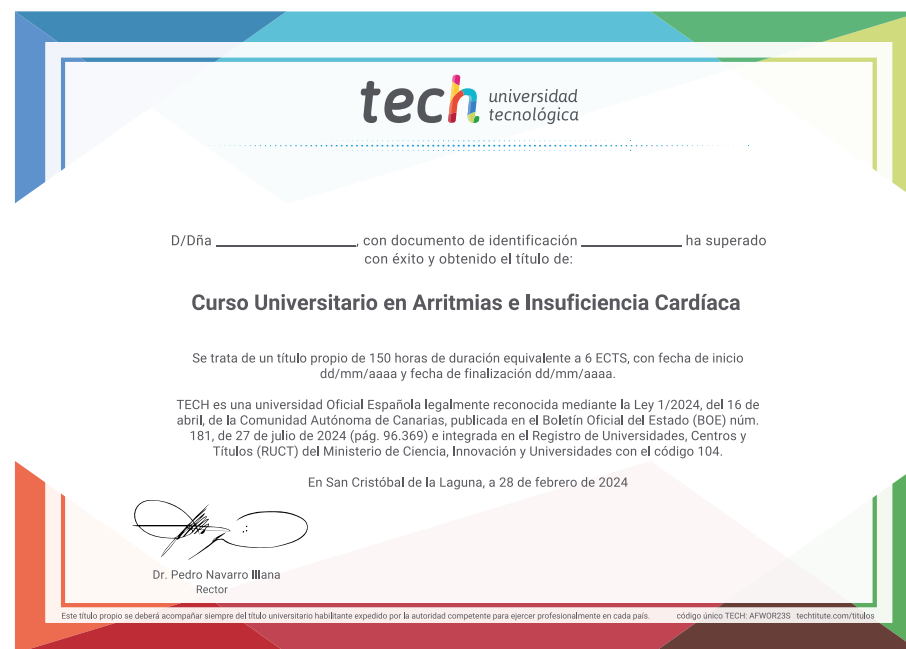 tech universidad
tecnológica
D/Dña ____________________, con documento de identificación ______________ ha superado
con éxito y obtenido el título de:
Curso Universitario en Arritmias e Insuficiencia Cardíaca
Se trata de un título propio de 150 horas de duración equivalente a 6 ECTS, con fecha de inicio
dd/mm/aaaa y fecha de finalización dd/mm/aaaa.
TECH es una universidad Oficial Española legalmente reconocida mediante la Ley 1/2024, del 16 de
abril, de la Comunidad Autónoma de Canarias, publicada en el Boletín Oficial del Estado (BOE) núm.
181, de 27 de julio de 2024 (pág. 96.369) e integrada en el Registro de Universidades, Centros y
Títulos (RUCT) del Ministerio de Ciencia, Innovación y Universidades con el código 104.
En San Cristóbal de la Laguna, a 28 de febrero de 2024
Dr. Pedro Navarro Illana
Rector
Este título propio se deberá acompañar siempre del título universitario habilitante expedido por la autoridad competente para ejercer profesionalmente en cada país. código único TECH: AFWOR23S techtitute.com/titulos